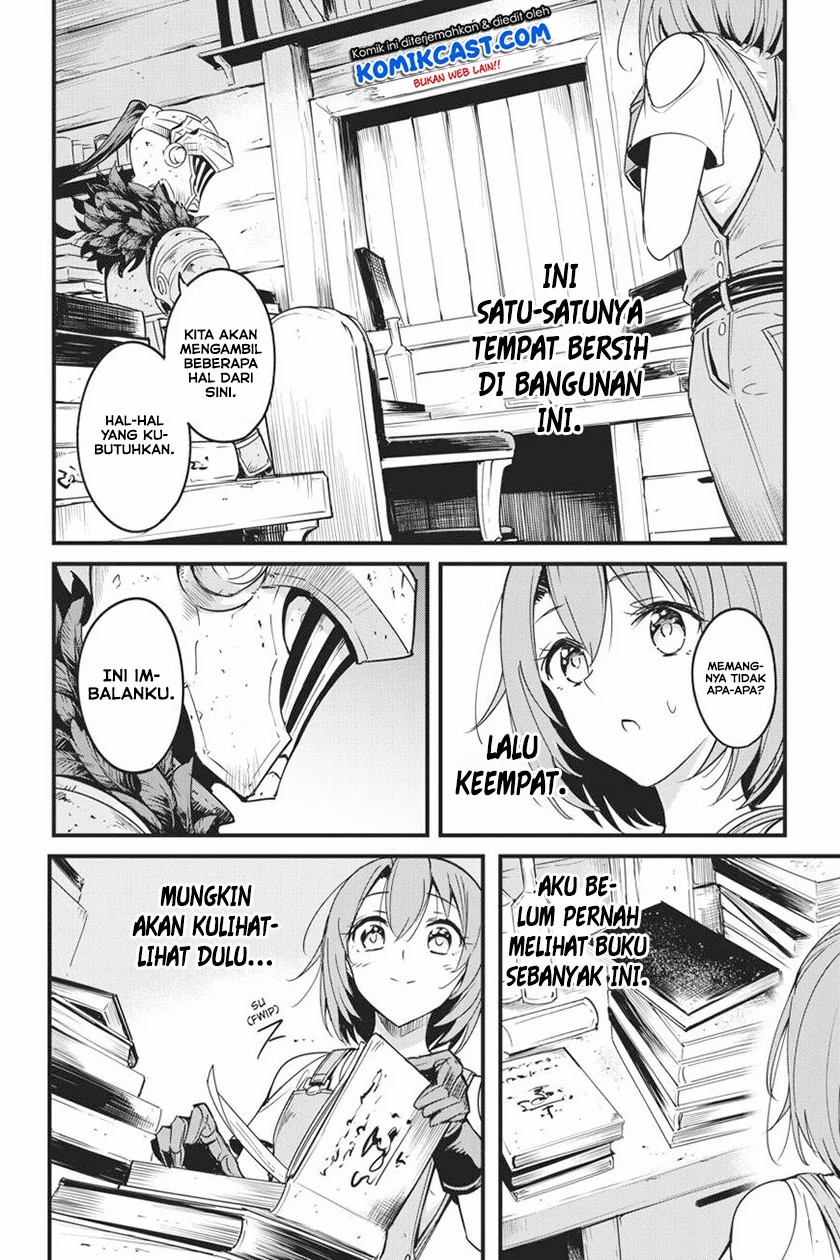 Komik ini diterjemahkan & diedit oleh
KOMIKCAST.COM
BUKAN WEB LAIN!!
INI
SATU-SATUNYA
TEMPAT BERSIH
DI BANGUNAN
INI.
KITA AKAN
MENGAMBIL
BEBERAPA
HAL DARI
SINI.
HAL-HAL
YANG KU-
BUTUHKAN.
MEMANG-
NYA TIDAK
APA-APA?
LALU
KEEMPAT.
INI IM-
BALANKU.
AKU BE-
LUM PERNAH
MELIHAT BUKU
SEBANYAK INI.
MUNGKIN
AKAN KULIHAT-
LIHAT DULU...
SU
(FWIP)